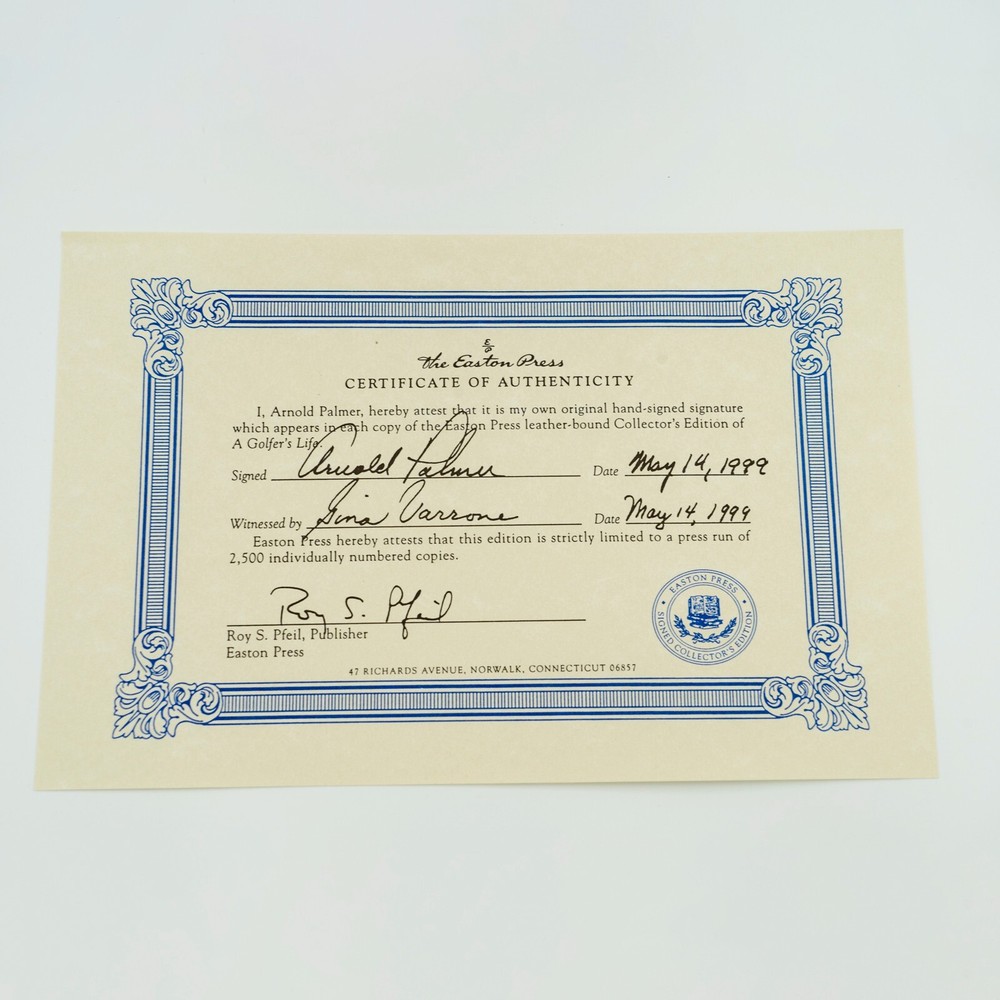 E/P
the Easton Press
CERTIFICATE OF AUTHENTICITY
I, Arnold Palmer, hereby attest that it is my own original hand-signed signature
which appears in each copy of the Easton Press leather-bound Collector's Edition of
A Golfer's Life.
Signed Arnold Palmer Date May 14, 1999
Witnessed by Gina Varrone Date May 14, 1999
Easton Press hereby attests that this edition is strictly limited to a press run of
2,500 individually numbered copies.
Roy S. Pfeil
Roy S. Pfeil, Publisher
Easton Press
EASTON PRESS
SIGNED COLLECTOR'S EDITION
47 RICHARDS AVENUE, NORWALK, CONNECTICUT 06857